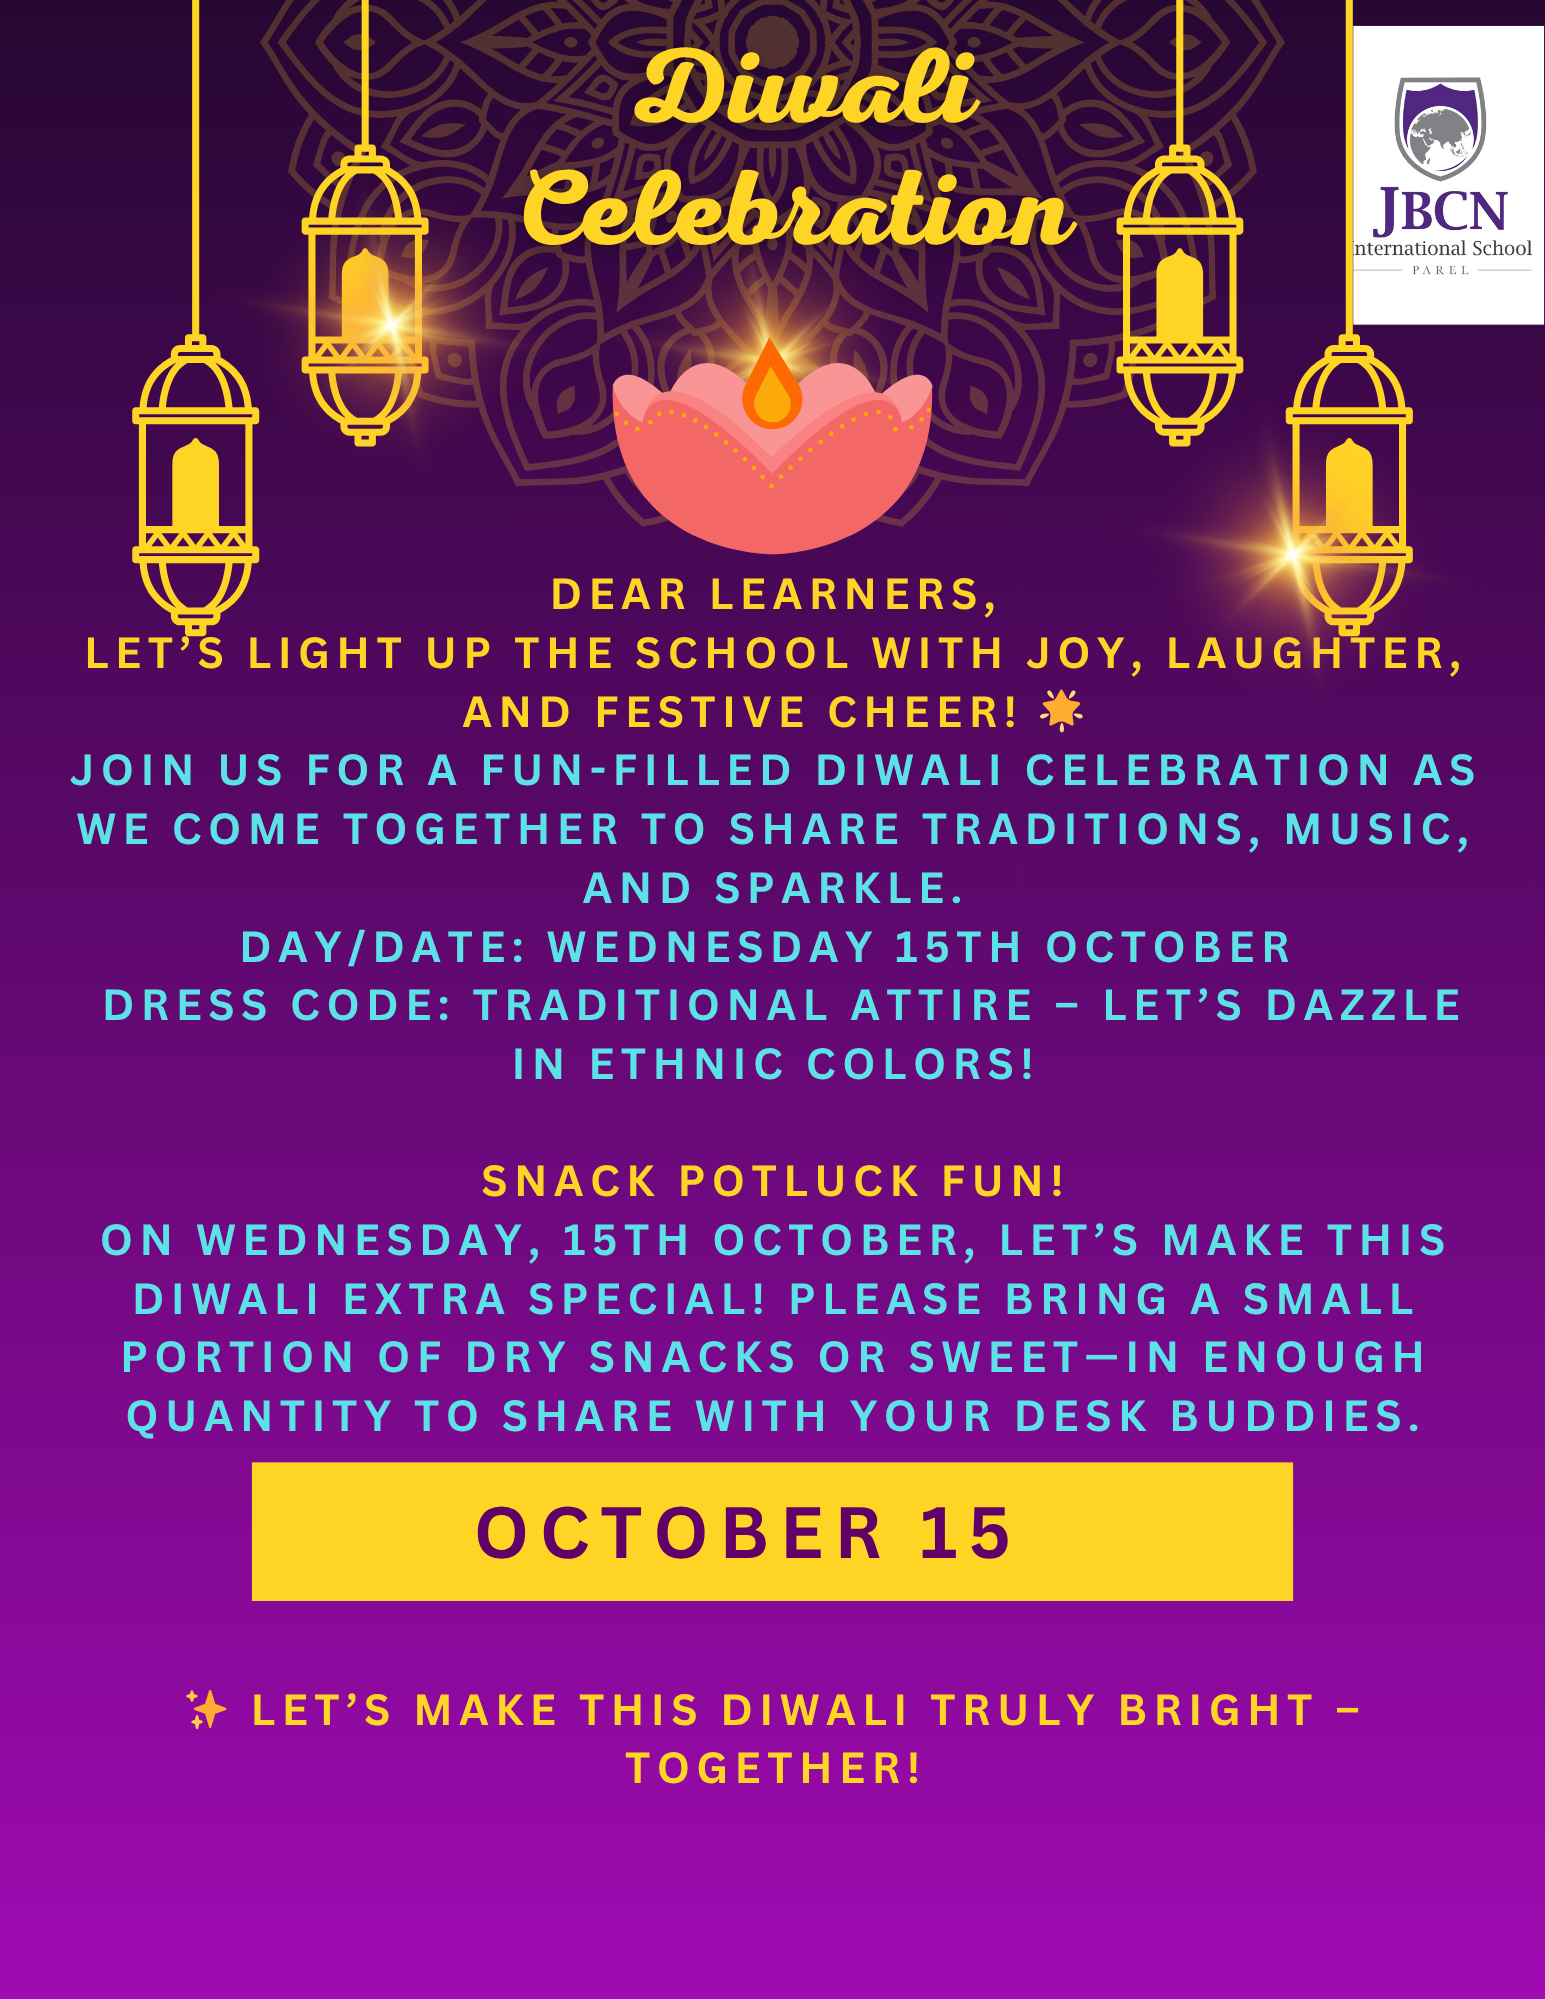 Diwali
Celebration
JBCN
International School
PAREL
DEAR LEARNERS,
LET’S LIGHT UP THE SCHOOL WITH JOY, LAUGHTER,
AND FESTIVE CHEER! 🌟
JOIN US FOR A FUN-FILLED DIWALI CELEBRATION AS
WE COME TOGETHER TO SHARE TRADITIONS, MUSIC,
AND SPARKLE.
DAY/DATE: WEDNESDAY 15TH OCTOBER
DRESS CODE: TRADITIONAL ATTIRE – LET’S DAZZLE
IN ETHNIC COLORS!
SNACK POTLUCK FUN!
ON WEDNESDAY, 15TH OCTOBER, LET’S MAKE THIS
DIWALI EXTRA SPECIAL! PLEASE BRING A SMALL
PORTION OF DRY SNACKS OR SWEET—IN ENOUGH
QUANTITY TO SHARE WITH YOUR DESK BUDDIES.
OCTOBER 15
✨ LET’S MAKE THIS DIWALI TRULY BRIGHT –
TOGETHER!